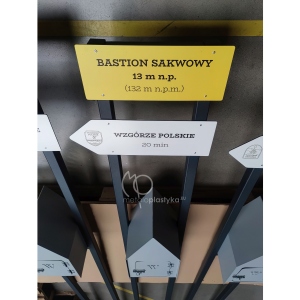 BASTION SAKWOWY
13 m n.p.
(132 m n.p.m.)
WZGÓRZE POLSKIE
20 min